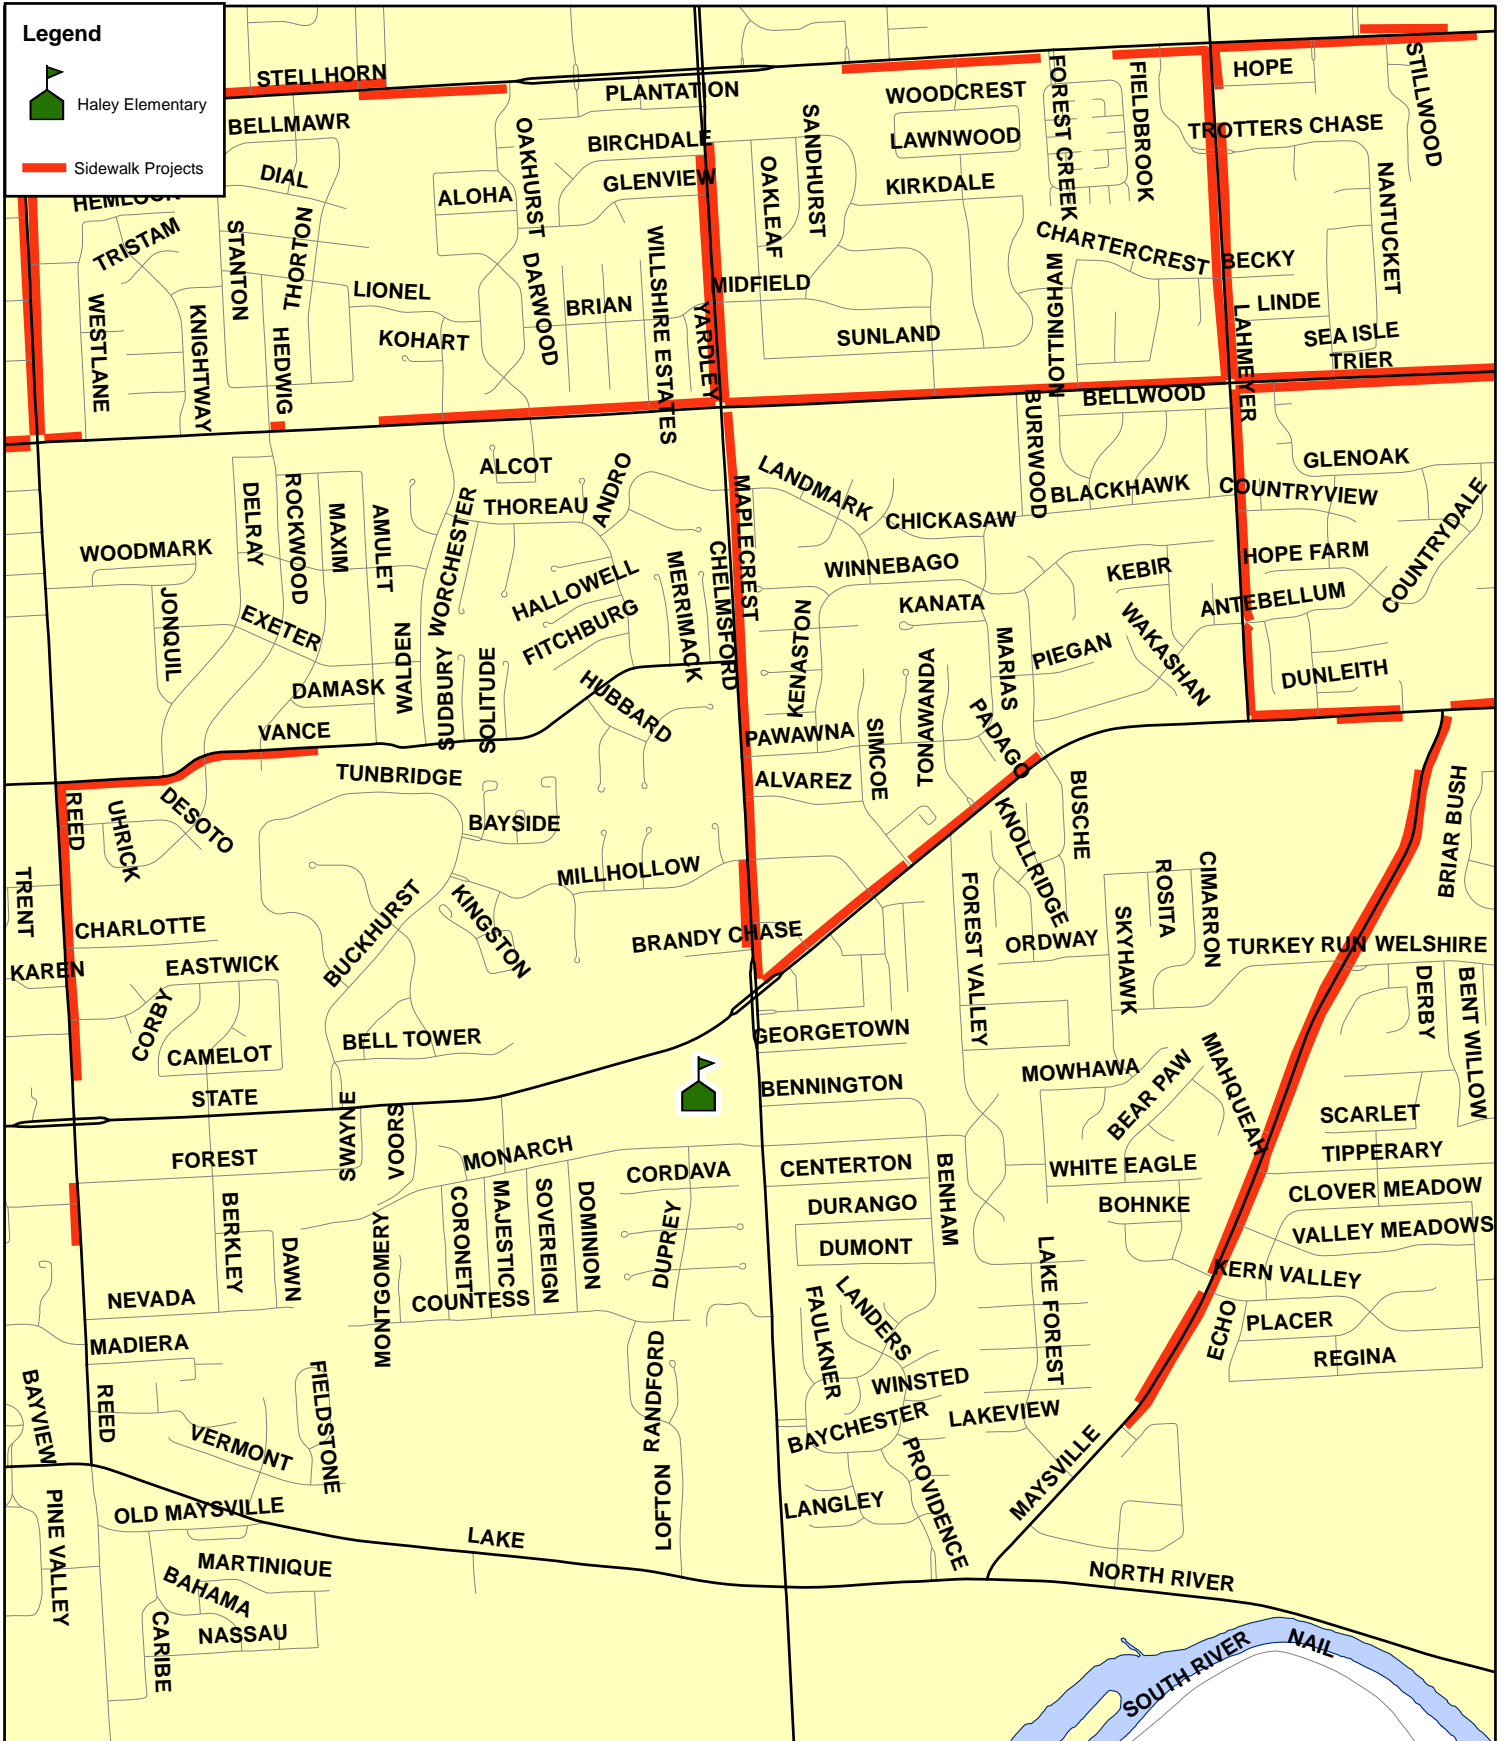 Legend
Haley Elementary
Sidewalk Projects
STELLHORN
PLANTATION
WOODCREST
HOPE
STILLWOOD
BELLMAWR
BIRCHDALE
LAWNWOOD
TROTTERS CHASE
DIAL
ALOHA
OAKHURST
GLENVIEW
OAKLEAF
SANDHURST
KIRKDALE
FOREST CREEK
FIELDBROOK
NANTUCKET
HEMLOCK
TRISTAM
STANTON
THORTON
WILLSHIRE ESTATES
CHARTERCREST
BECKY
LIONEL
DARWOOD
BRIAN
MIDFIELD
NOTTINGHAM
LINDE
WESTLANE
KNIGHTWAY
HEDWIG
KOHART
YARDLEY
SUNLAND
LAHMEYER
SEA ISLE
TRIER
BELLWOOD
BURRWOOD
ALCOT
ANDRO
LANDMARK
GLENOAK
DELRAY
ROCKWOOD
MAXIM
AMULET
WORCHESTER
THOREAU
MAPLECREST
CHICKASAW
BLACKHAWK
COUNTRYVIEW
COUNTRYDALE
WOODMARK
HALLOWELL
MERRIMACK
CHELMSFORD
WINNEBAGO
KEBIR
HOPE FARM
JONQUIL
EXETER
WALDEN
FITCHBURG
KENASTON
KANATA
MARIAS
PIEGAN
WAKASHAN
ANTEBELLUM
DAMASK
SUDBURY
SOLITUDE
HUBBARD
TONAWANDA
DUNLEITH
VANCE
PAWAWNA
SIMCOE
PADAGO
TUNBRIDGE
ALVAREZ
BUSCHE
BRIAR BUSH
REED
UHRICK
DESOTO
BAYSIDE
KNOLLRIDGE
TRENT
MILLHOLLOW
FOREST VALLEY
ROSITA
CIMARRON
CHARLOTTE
BUCKHURST
KINGSTON
BRANDY CHASE
ORDWAY
SKYHAWK
TURKEY RUN
WELSHIRE
KAREN
EASTWICK
DERBY
BENT WILLOW
CORBY
CAMELOT
BELL TOWER
GEORGETOWN
MOWHAWA
BEAR PAW
MIAHQUEAH
STATE
SWAYNE
VOORS
BENNINGTON
SCARLET
FOREST
MONARCH
CORDAVA
CENTERTON
BENHAM
WHITE EAGLE
TIPPERARY
BERKLEY
CORONET
MAJESTIC
SOVEREIGN
DOMINION
DUPREY
DURANGO
BOHNKE
CLOVER MEADOW
DAWN
MONTGOMERY
DUMONT
LAKE FOREST
VALLEY MEADOWS
NEVADA
COUNTESS
FAULKNER
LANDERS
KERN VALLEY
MADIERA
ECHO
PLACER
BAYVIEW
REED
FIELDSTONE
RANDFORD
WINSTED
REGINA
VERMONT
BAYCHESTER
LAKEVIEW
PINE VALLEY
OLD MAYSVILLE
LOFTON
LANGLEY
PROVIDENCE
MAYSVILLE
LAKE
MARTINIQUE
BAHAMA
NORTH RIVER
CARIBE
NASSAU
SOUTH RIVER
NAIL